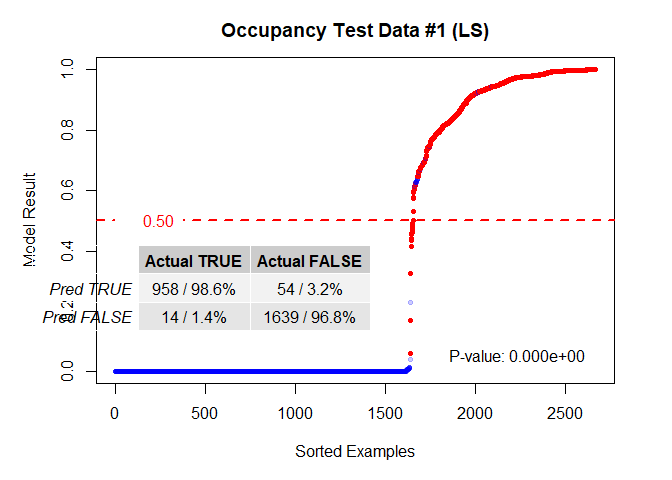 Occupancy Test Data #1 (LS)
Model Result
1.0
0.8
0.6
0.4
0.2
0.0
0.50
Actual TRUE Actual FALSE
Pred TRUE 958 / 98.6% 54 / 3.2%
Pred FALSE 14 / 1.4% 1639 / 96.8%
P-value: 0.000e+00
0 500 1000 1500 2000 2500
Sorted Examples